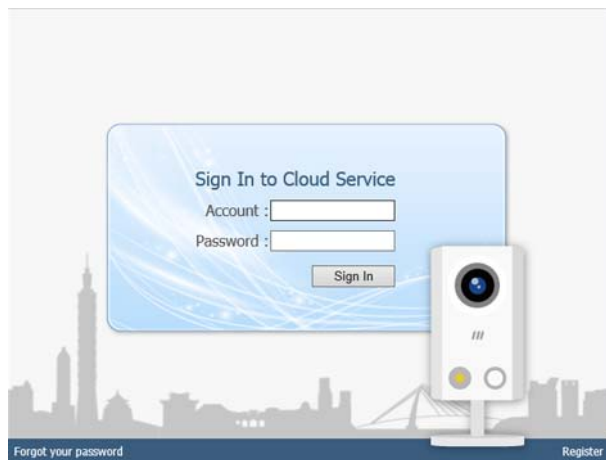 Sign In to Cloud Service
Account :
Password :
Sign In
Forgot your password
Register